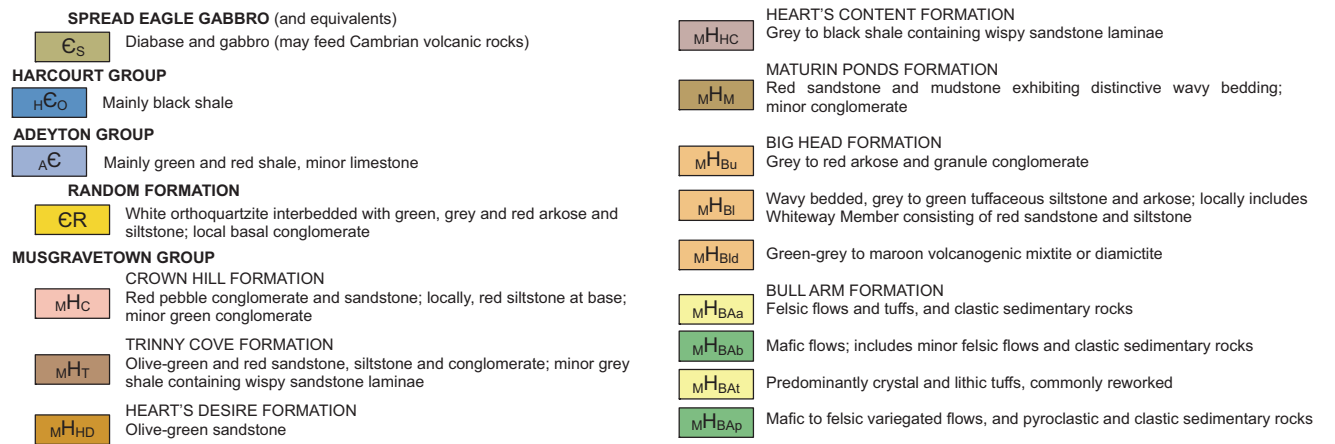 SPREAD EAGLE GABBRO (and equivalents)
ЄS Diabase and gabbro (may feed Cambrian volcanic rocks)
HARCOURT GROUP
HЄO Mainly black shale
ADEYTON GROUP
AЄ Mainly green and red shale, minor limestone
RANDOM FORMATION
ЄR White orthoquartzite interbedded with green, grey and red arkose and
siltstone; local basal conglomerate
MUSGRAVETOWN GROUP
CROWN HILL FORMATION
MHC Red pebble conglomerate and sandstone; locally, red siltstone at base;
minor green conglomerate
TRINNY COVE FORMATION
MHT Olive-green and red sandstone, siltstone and conglomerate; minor grey
shale containing wispy sandstone laminae
HEART'S DESIRE FORMATION
MHHD Olive-green sandstone
HEART'S CONTENT FORMATION
MHHC Grey to black shale containing wispy sandstone laminae
MATURIN PONDS FORMATION
MHM Red sandstone and mudstone exhibiting distinctive wavy bedding;
minor conglomerate
BIG HEAD FORMATION
MHBu Grey to red arkose and granule conglomerate
MHBl Wavy bedded, grey to green tuffaceous siltstone and arkose; locally includes
Whiteway Member consisting of red sandstone and siltstone
MHBld Green-grey to maroon volcanogenic mixtite or diamictite
BULL ARM FORMATION
MHBAa Felsic flows and tuffs, and clastic sedimentary rocks
MHBAb Mafic flows; includes minor felsic flows and clastic sedimentary rocks
MHBAt Predominantly crystal and lithic tuffs, commonly reworked
MHBAp Mafic to felsic variegated flows, and pyroclastic and clastic sedimentary rocks